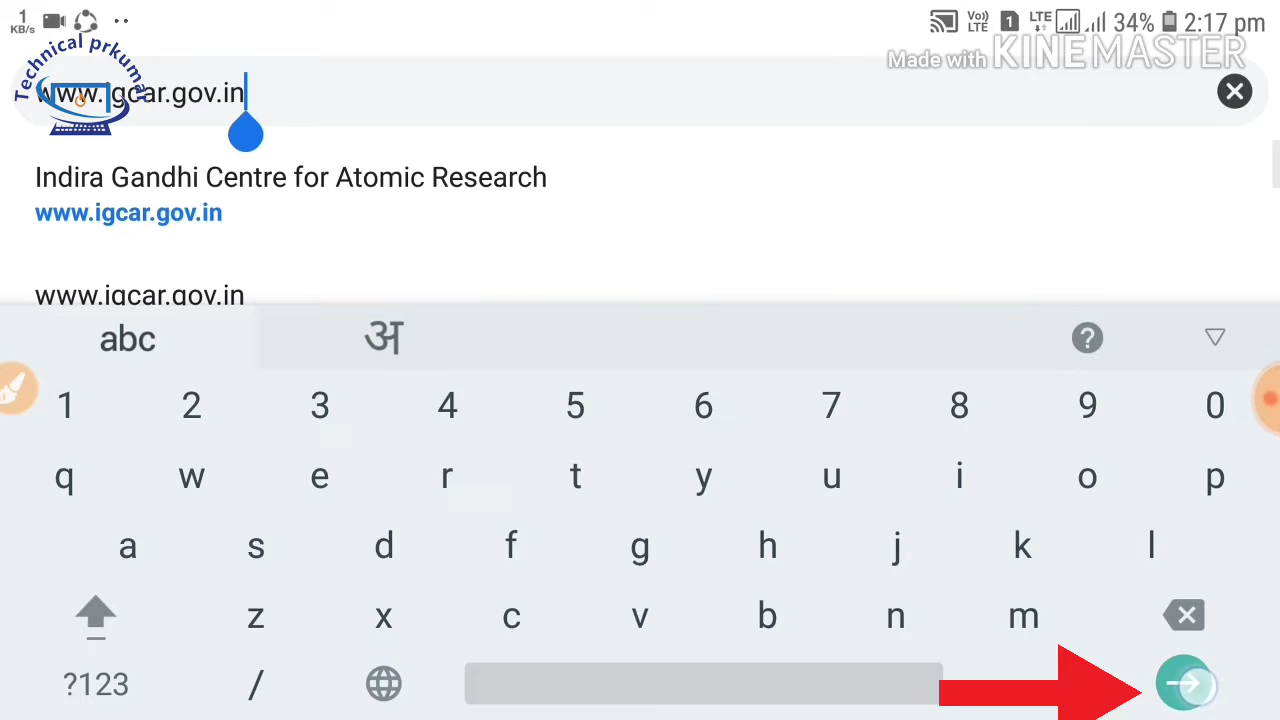 1
KB/s
Vo))
LTE
1
LTE
34%
2:17 pm
Technical prkumar
Made with KINEMASTER
www.igcar.gov.in
Indira Gandhi Centre for Atomic Research
www.igcar.gov.in
www.igcar.gov.in
abc
अ
?
1 2 3 4 5 6 7 8 9 0
q w e r t y u i o p
a s d f g h j k l
z x c v b n m
?123 /